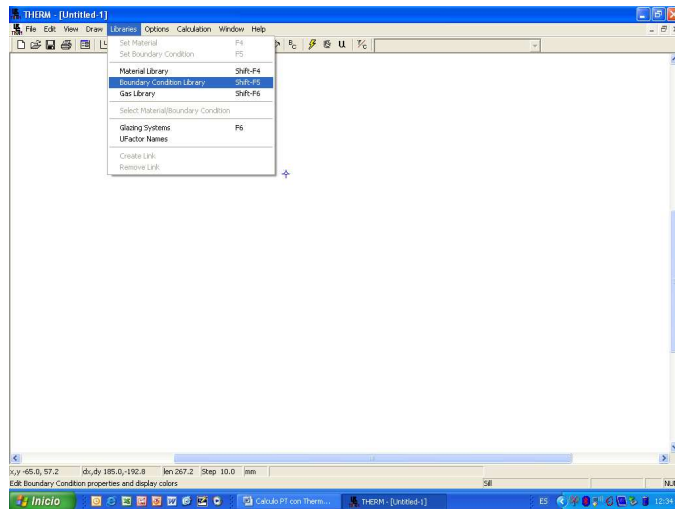 THERM - [Untitled-1]
File Edit View Draw Libraries Options Calculation Window Help
Set Material F4
Set Boundary Condition F5
Material Library Shift-F4
Boundary Condition Library Shift-F5
Gas Library Shift-F6
Select Material/Boundary Condition
Glazing Systems F6
UFactor Names
Create Link
Remove Link
x,y -65.0, 57.2 dx,dy 185.0,-192.8 len 267.2 Step 10.0 mm
Edit Boundary Condition properties and display colors Sill NU
Inicio Calculo PT con Therm... THERM - [Untitled-1] ES 12:34